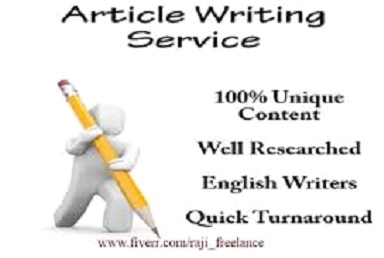 Article Writing
Service
100% Unique
Content
Well Researched
English Writers
Quick Turnaround
www.fiverr.com/raji_freelance